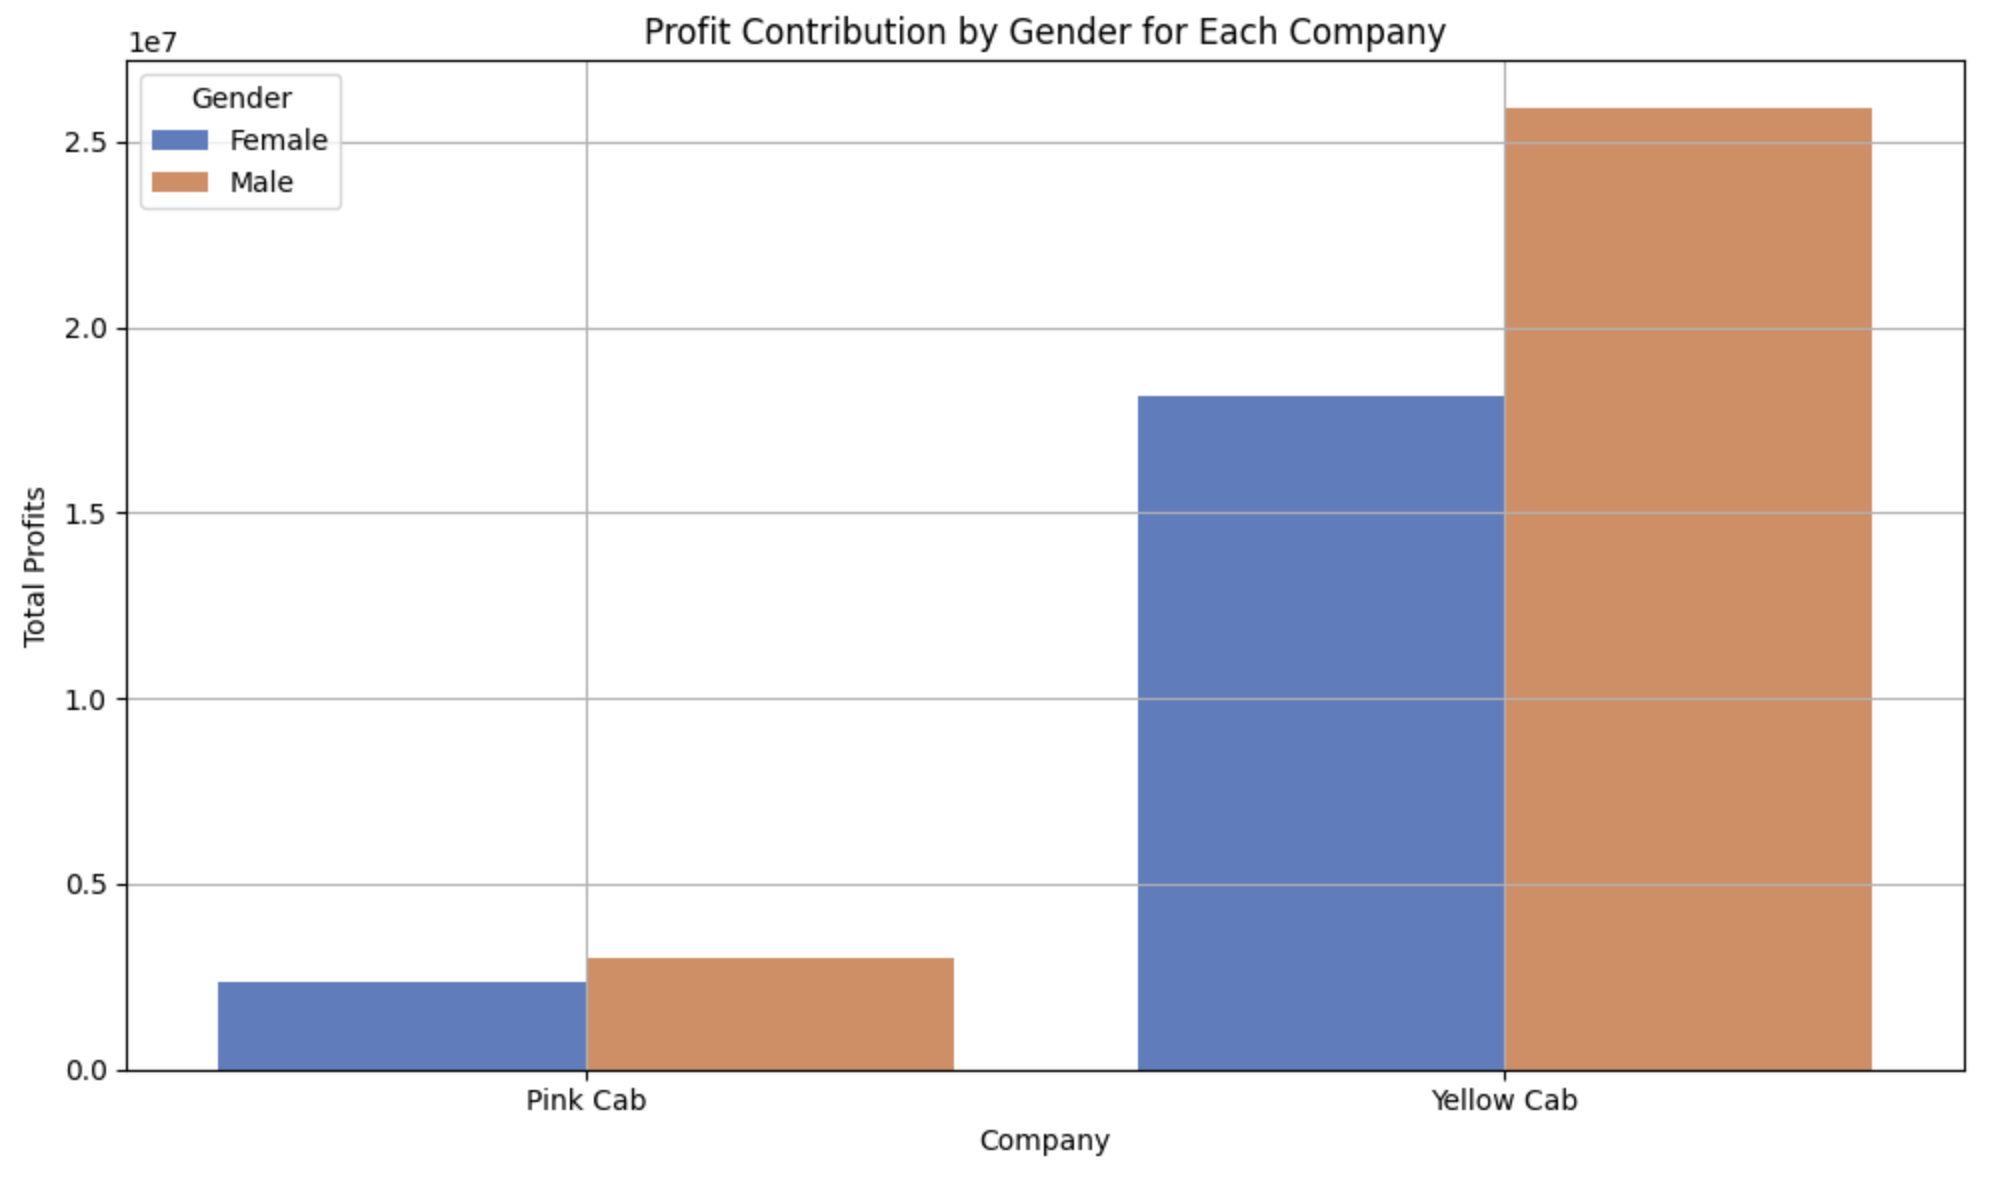 Profit Contribution by Gender for Each Company
1e7
Gender
Female
Male
2.5
2.0
1.5
1.0
0.5
0.0
Total Profits
Pink Cab
Yellow Cab
Company